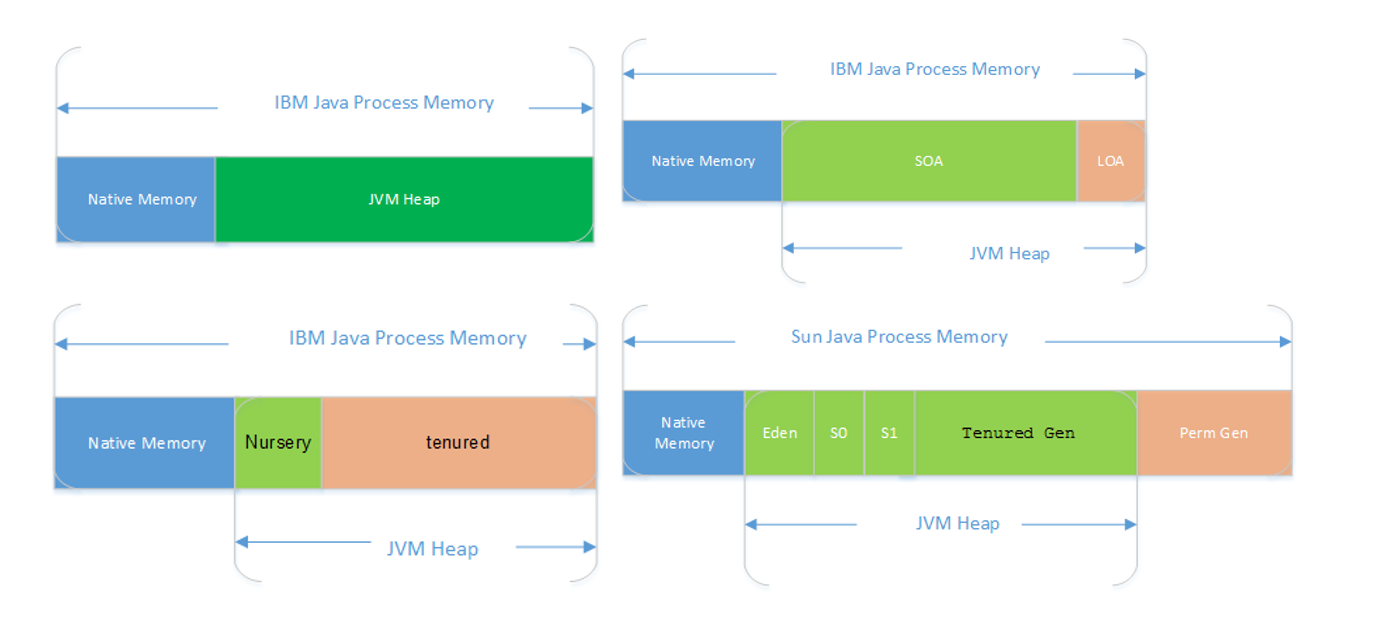 IBM Java Process Memory
Native Memory
JVM Heap
IBM Java Process Memory
Native Memory
SOA
LOA
JVM Heap
IBM Java Process Memory
Native Memory
Nursery
tenured
JVM Heap
Sun Java Process Memory
Native
Memory
Eden
S0
S1
Tenured Gen
Perm Gen
JVM Heap